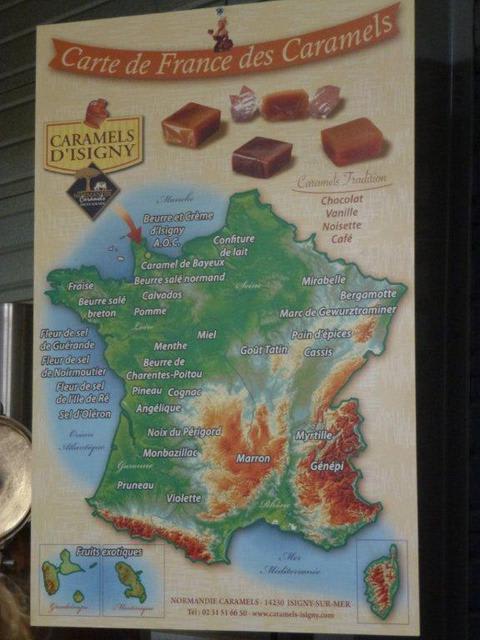 Carte de France des Caramels
CARAMELS
D'ISIGNY
NORMANDIE
Caramels Tradition
Chocolat
Vanille
Noisette
Café
Manche
Beurre et Crème
d'Isigny
A.O.C.
Confiture
de lait
Caramel de Bayeux
Beurre salé normand
Calvados
Pomme
Seine
Fraise
Beurre salé
breton
Loire
Mirabelle
Bergamotte
Marc de Gewurztraminer
Pain d'épices
Cassis
Goût Tatin
Miel
Menthe
Fleur de sel
de Guérande
Fleur de sel
de Noirmoutier
Fleur de sel
de l'île de Ré
Sel d'Oléron
Beurre de
Charentes-Poitou
Pineau
Cognac
Angélique
Océan
Atlantique
Noix du Périgord
Monbazillac
Garonne
Marron
Myrtille
Génépi
Pruneau
Violette
Rhône
Mer
Méditerranée
Fruits exotiques
Guadeloupe
Martinique
NORMANDIE CARAMELS - 14230 ISIGNY-SUR-MER
Tél : 02 31 51 66 50 - www.caramels-isigny.com